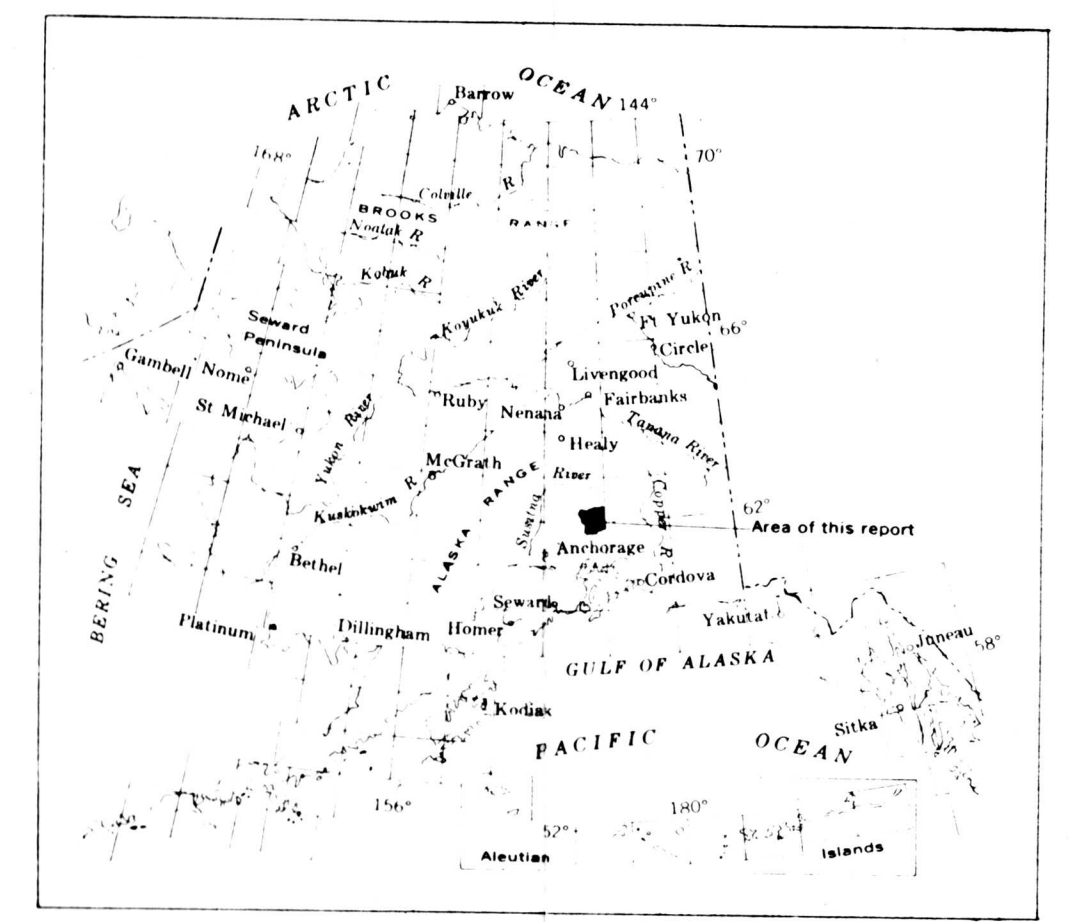 ARCTIC OCEAN
Barrow
144°
168°
70°
Colville R
BROOKS RANGE
Noatak R
Kobuk R
Koyukuk River
Porcupine R
Ft Yukon
66°
Seward
Peninsula
Circle
Gambell
Nome
Livengood
Ruby
Nenana
Fairbanks
St Michael
Yukon River
Tanana River
Healy
McGrath
Kuskokwim R
ALASKA RANGE
Susitna River
Copper R
62°
Area of this report
BERING SEA
Anchorage
Bethel
Cordova
Seward
Platinum
Dillingham
Homer
Yakutat
Juneau
58°
GULF OF ALASKA
Kodiak
Sitka
PACIFIC OCEAN
156°
180°
52°
Aleutian
Islands